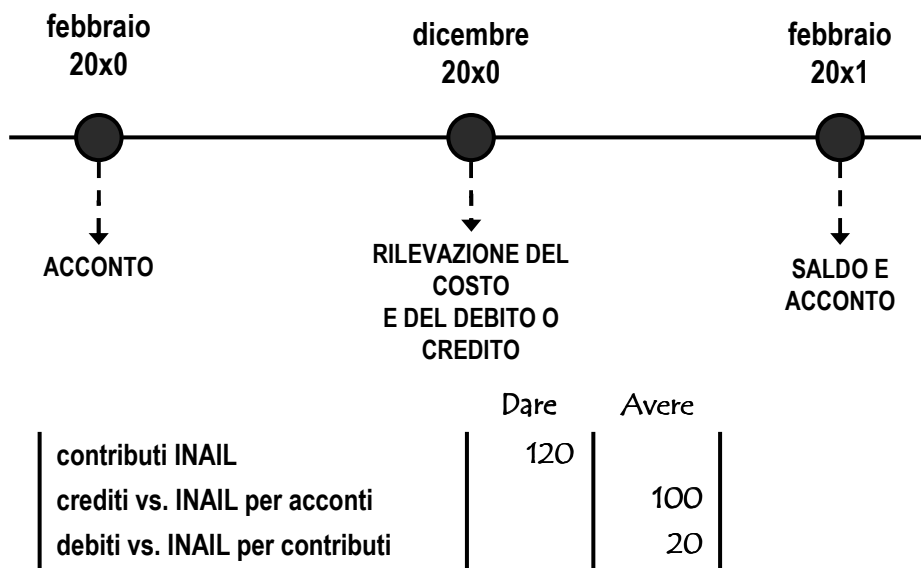 febbraio
20x0
dicembre
20x0
febbraio
20x1
ACCONTO
RILEVAZIONE DEL
COSTO
E DEL DEBITO O
CREDITO
SALDO E
ACCONTO
Dare Avere
contributi INAIL 120
crediti vs. INAIL per acconti 100
debiti vs. INAIL per contributi 20